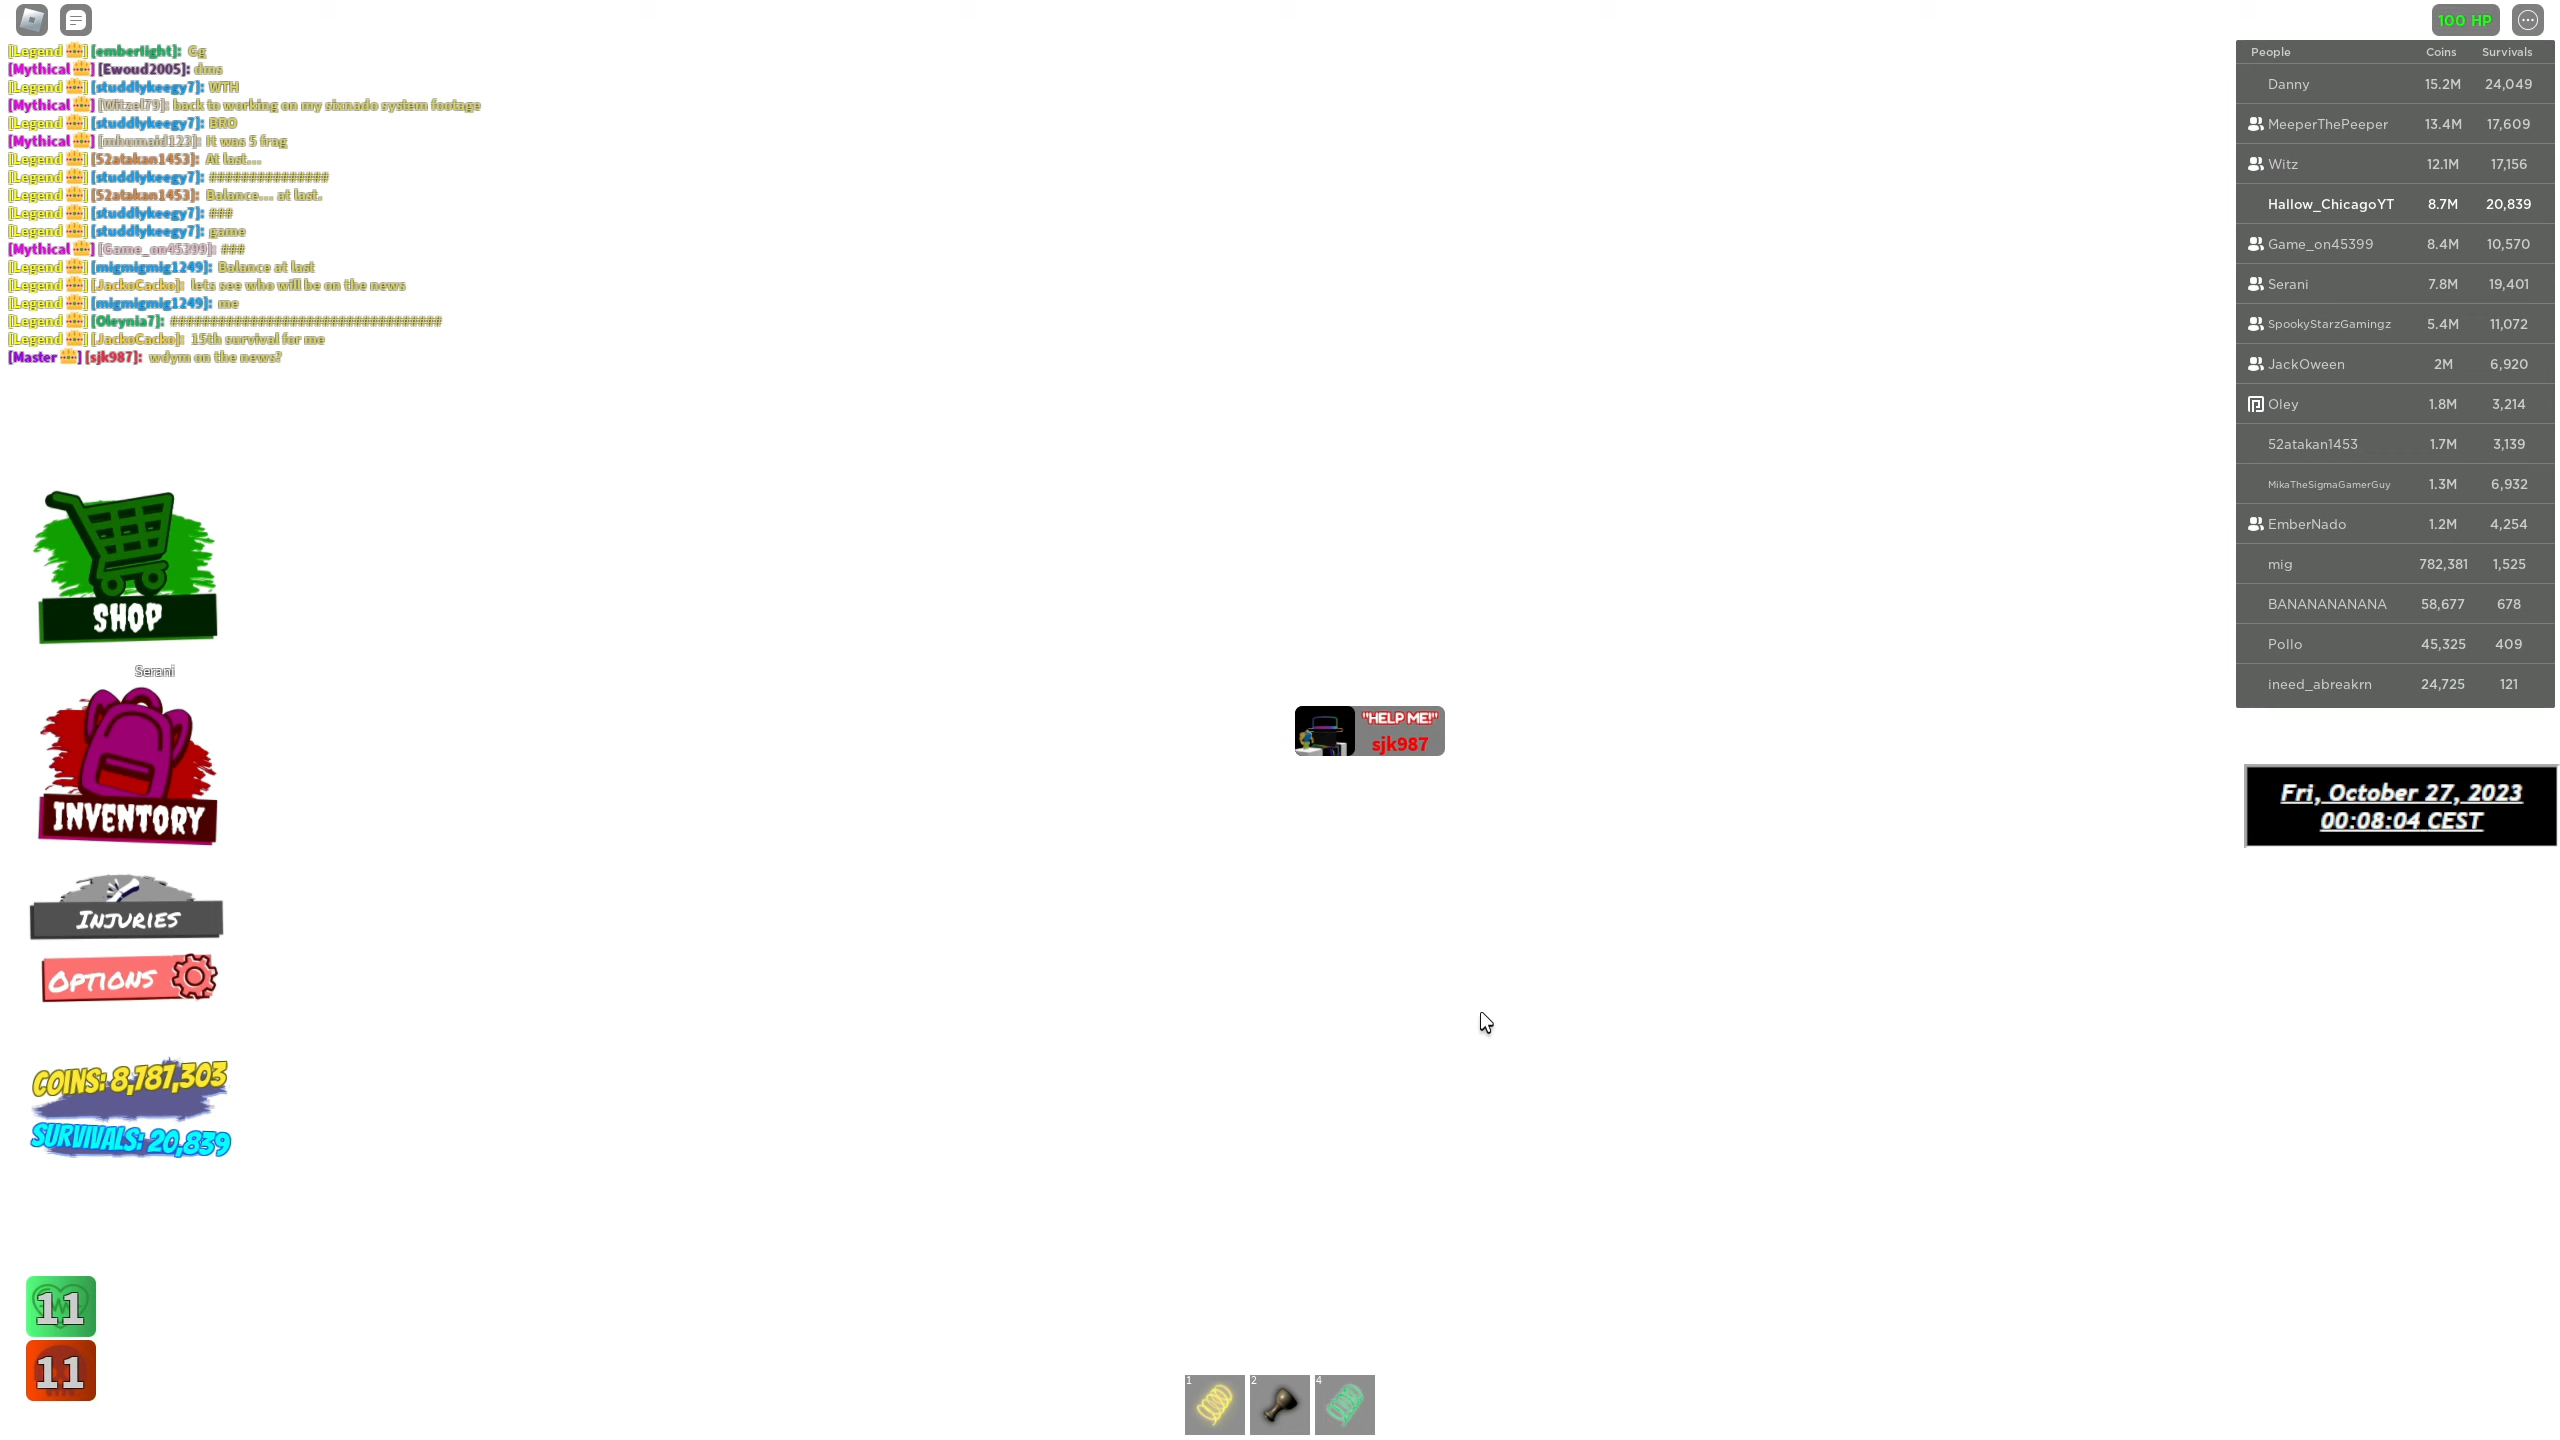 100 HP
[Legend] [emberlight]: Gg
[Mythical] [Ewoud2005]: dms
[Legend] [studdlykeegy7]: WTH
[Mythical] [Witzel79]: back to working on my sixnado system footage
[Legend] [studdlykeegy7]: BRO
[Mythical] [mhumaid123]: It was 5 frag
[Legend] [52atakan1453]: At last...
[Legend] [studdlykeegy7]: ###############
[Legend] [52atakan1453]: Balance... at last.
[Legend] [studdlykeegy7]: ###
[Legend] [studdlykeegy7]: game
[Mythical] [Game_on45399]: ###
[Legend] [migmigmig1249]: Balance at last
[Legend] [JackoCacko]: lets see who will be on the news
[Legend] [migmigmig1249]: me
[Legend] [Oleynia7]: ##################################
[Legend] [JackoCacko]: 15th survival for me
[Master] [sjk987]: wdym on the news?
People Coins Survivals
Danny 15.2M 24,049
MeeperThePeeper 13.4M 17,609
Witz 12.1M 17,156
Hallow_ChicagoYT 8.7M 20,839
Game_on45399 8.4M 10,570
Serani 7.8M 19,401
SpookyStarzGamingz 5.4M 11,072
JackOween 2M 6,920
Oley 1.8M 3,214
52atakan1453 1.7M 3,139
MikaTheSigmaGamerGuy 1.3M 6,932
EmberNado 1.2M 4,254
mig 782,381 1,525
BANANANANANA 58,677 678
Pollo 45,325 409
ineed_abreakrn 24,725 121
SHOP
Serani
INVENTORY
INJURIES
OPTIONS
"HELP ME!"
sjk987
Fri, October 27, 2023
00:08:04 CEST
COINS: 8,787,303
SURVIVALS: 20,839
11
11
1 2 4